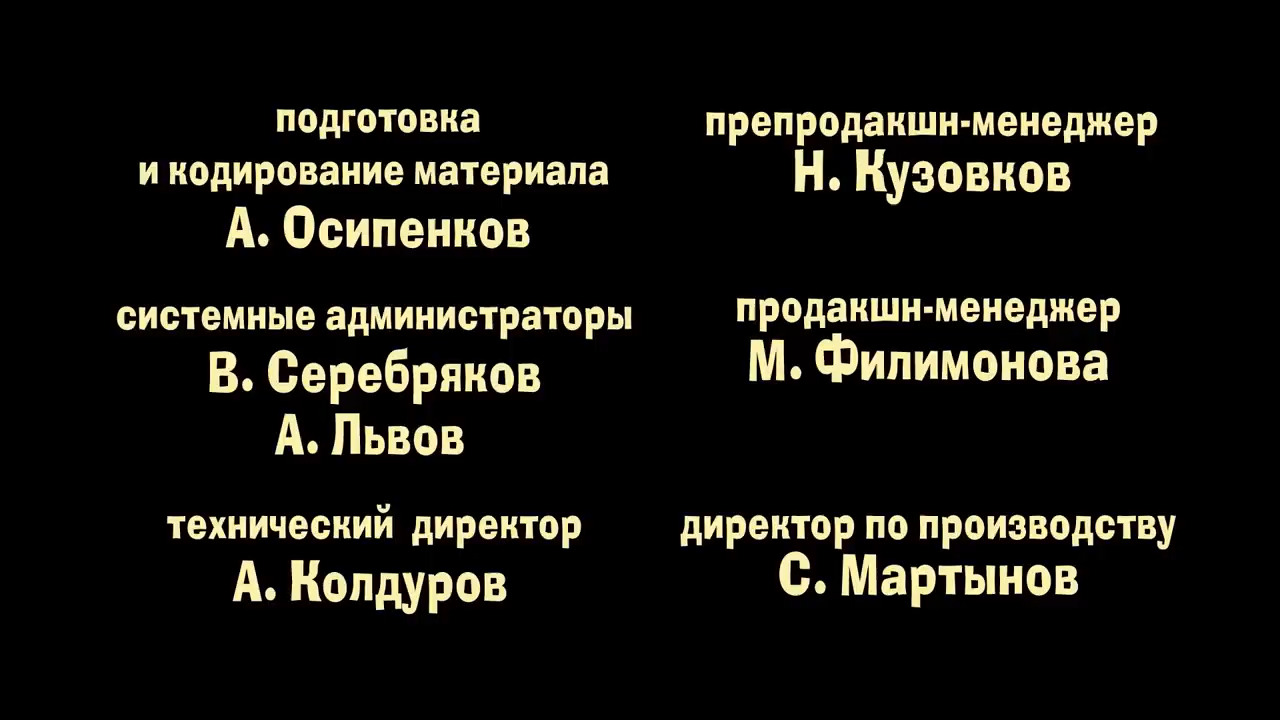 подготовка
и кодирование материала
А. Осипенков
системные администраторы
В. Серебряков
А. Львов
технический директор
А. Колдуров
препродакшн-менеджер
Н. Кузовков
продакшн-менеджер
М. Филимонова
директор по производству
С. Мартынов